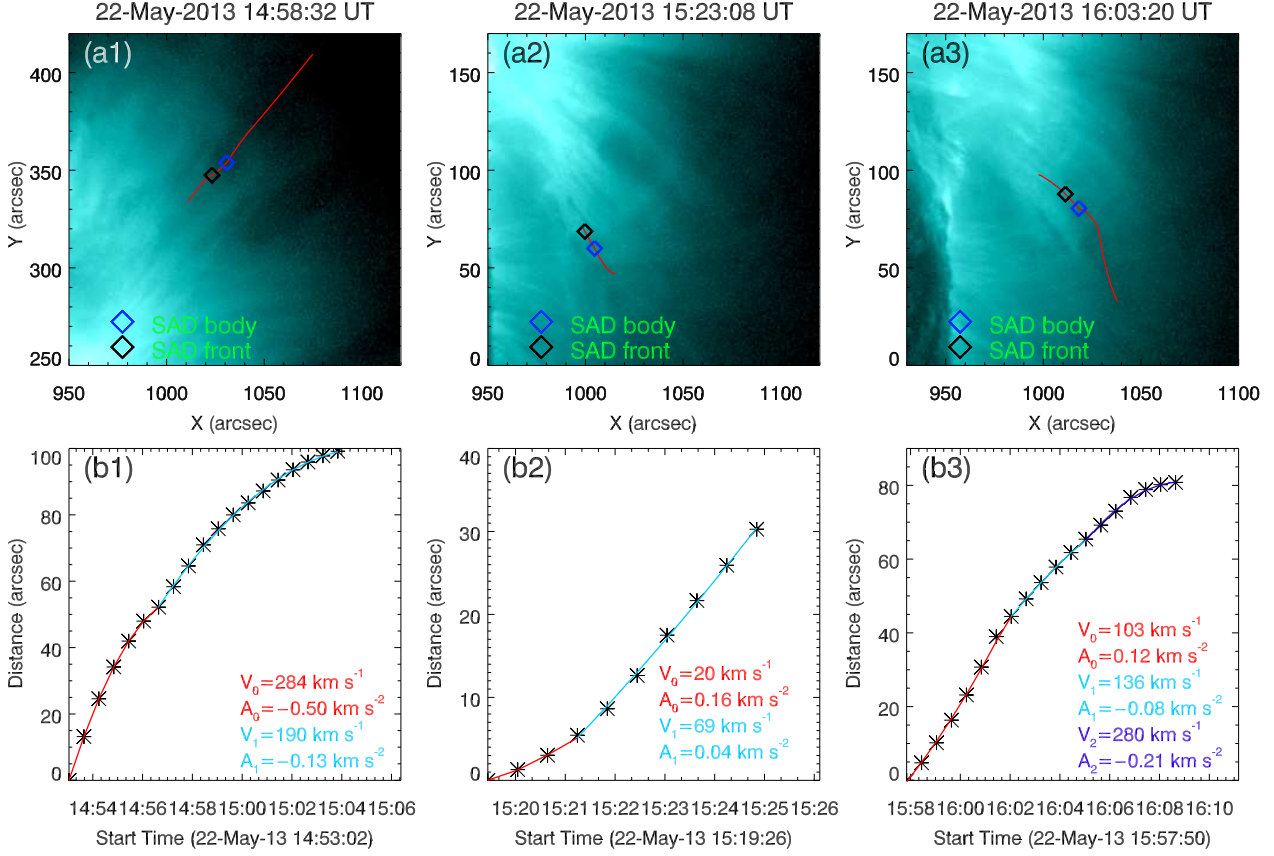 22-May-2013 14:58:32 UT
22-May-2013 15:23:08 UT
22-May-2013 16:03:20 UT
(a1)
(a2)
(a3)
400
350
300
250
Y (arcsec)
150
100
50
0
Y (arcsec)
150
100
50
0
Y (arcsec)
SAD body
SAD front
SAD body
SAD front
SAD body
SAD front
950 1000 1050 1100
950 1000 1050 1100
950 1000 1050 1100
X (arcsec)
X (arcsec)
X (arcsec)
(b1)
100
80
60
40
20
0
Distance (arcsec)
V0=284 km s-1
A0=−0.50 km s-2
V1=190 km s-1
A1=−0.13 km s-2
14:54 14:56 14:58 15:00 15:02 15:04 15:06
Start Time (22-May-13 14:53:02)
(b2)
40
30
20
10
0
Distance (arcsec)
V0=20 km s-1
A0=0.16 km s-2
V1=69 km s-1
A1=0.04 km s-2
15:20 15:21 15:22 15:23 15:24 15:25 15:26
Start Time (22-May-13 15:19:26)
(b3)
80
60
40
20
0
Distance (arcsec)
V0=103 km s-1
A0=0.12 km s-2
V1=136 km s-1
A1=−0.08 km s-2
V2=280 km s-1
A2=−0.21 km s-2
15:58 16:00 16:02 16:04 16:06 16:08 16:10
Start Time (22-May-13 15:57:50)